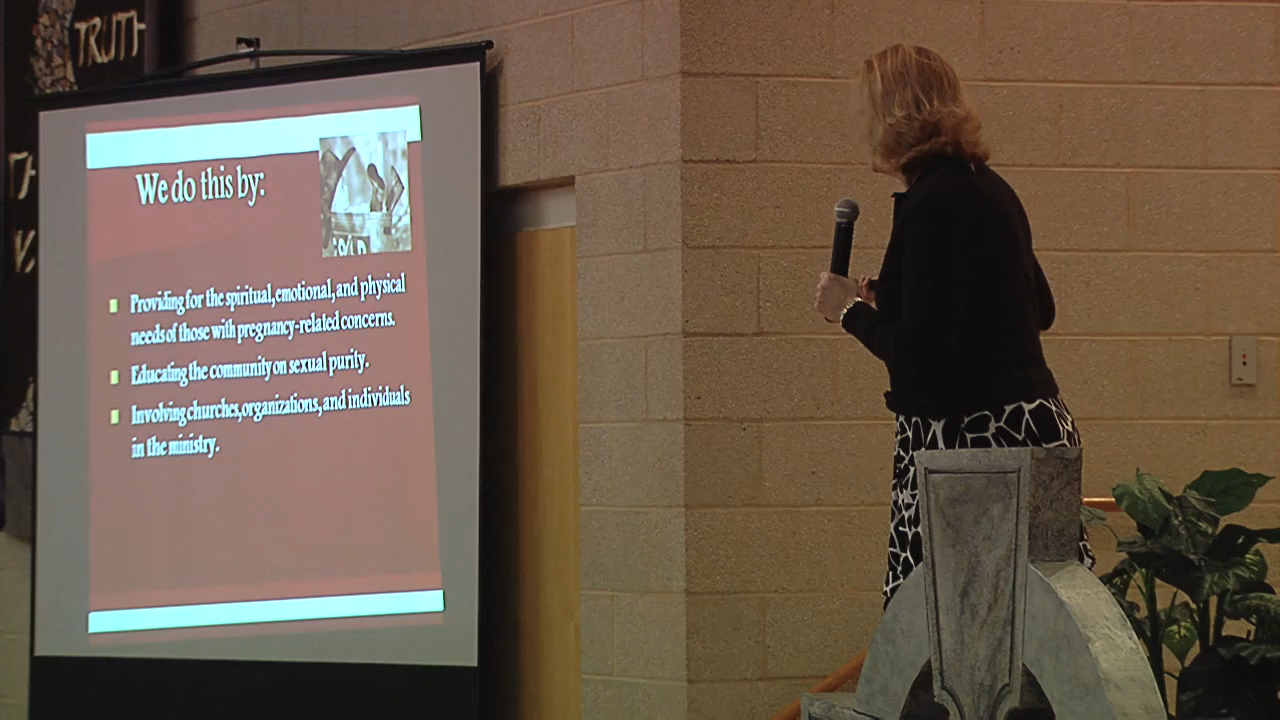 TRUTH
TH
We do this by:
Providing for the spiritual, emotional, and physical
needs of those with pregnancy-related concerns.
Educating the community on sexual purity.
Involving churches, organizations, and individuals
in the ministry.